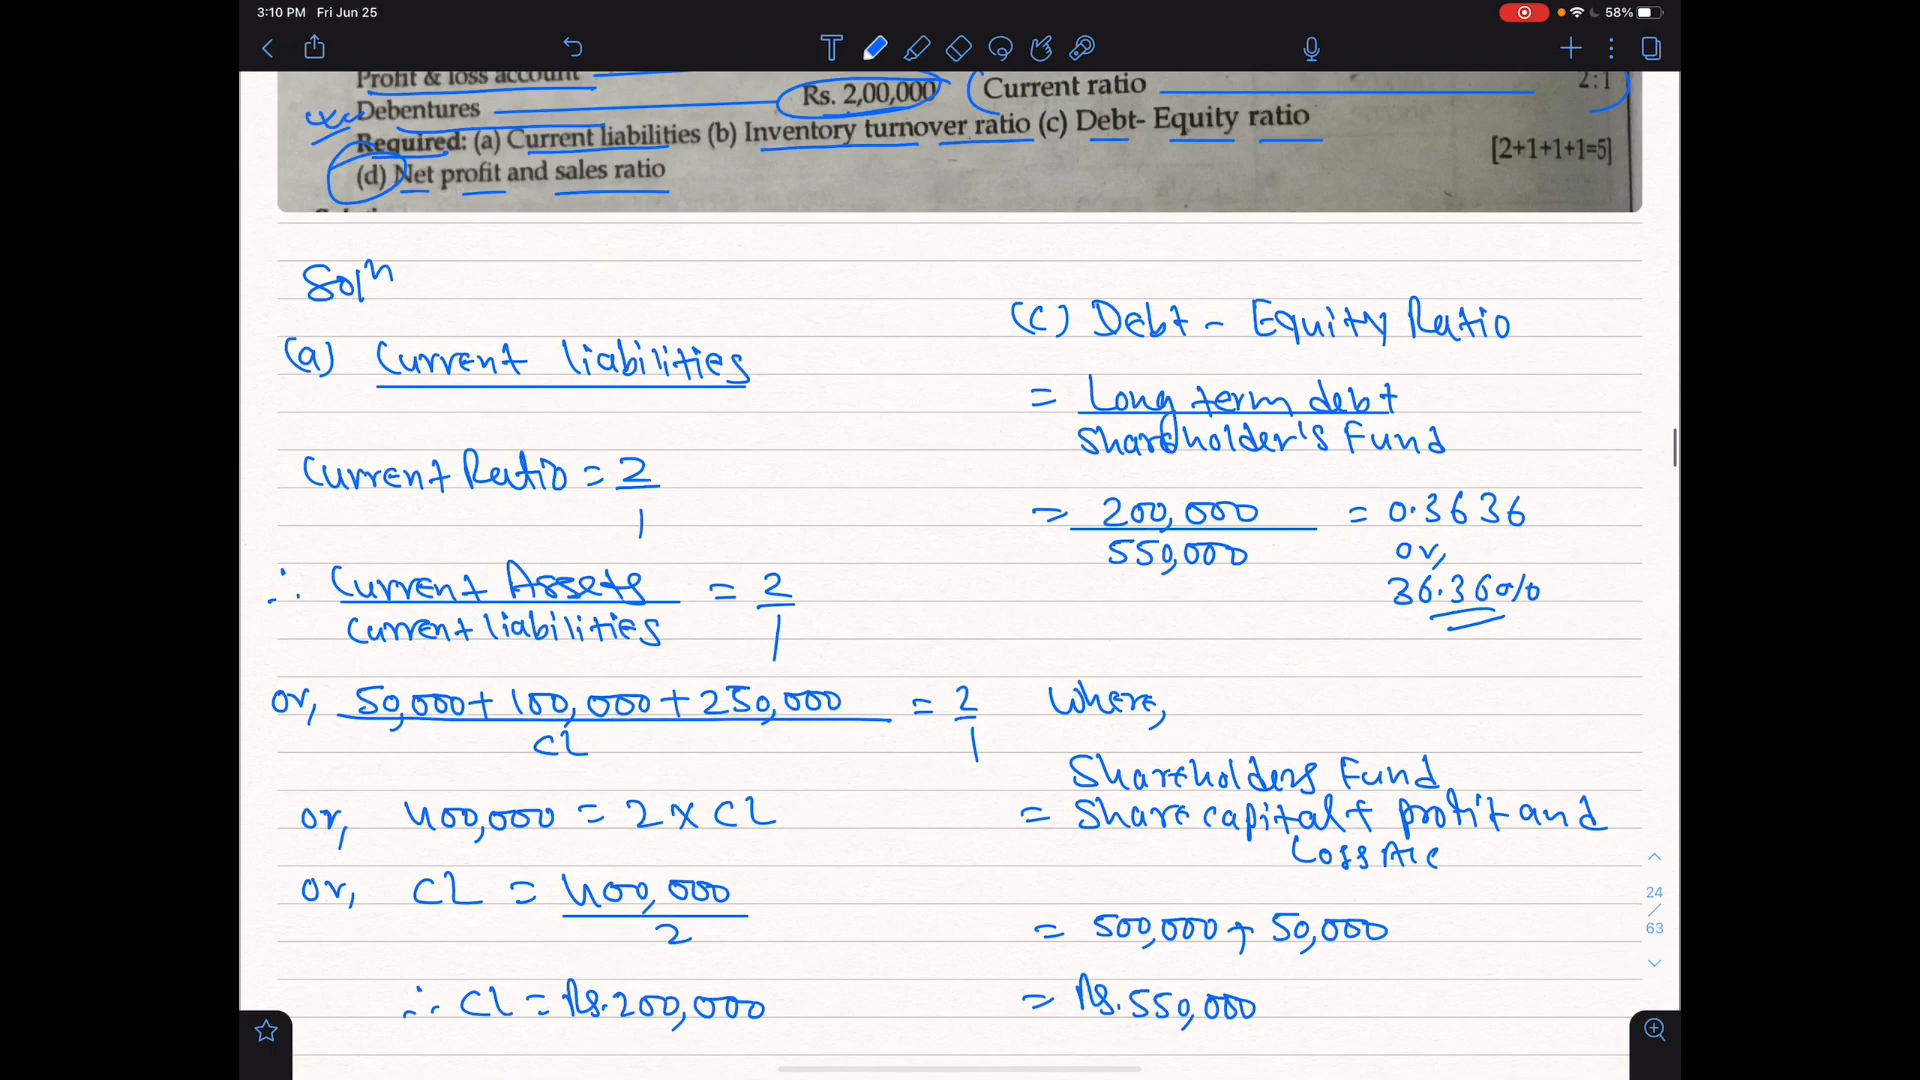 3:10 PM Fri Jun 25
58%
Profit & loss account
Debentures Rs. 2,00,000
Current ratio 2:1
Required: (a) Current liabilities (b) Inventory turnover ratio (c) Debt- Equity ratio
(d) Net profit and sales ratio
[2+1+1+1=5]
Solⁿ
(a) Current liabilities
Current Ratio = 2
1
∴ Current Assets = 2
Current liabilities 1
or, 50,000 + 100,000 + 250,000 = 2
CL 1
or, 400,000 = 2 x CL
or, CL = 400,000
2
∴ CL = Rs. 200,000
(c) Debt - Equity Ratio
= Long term debt
Shareholder's Fund
= 200,000 = 0.3636
550,000 or,
36.36%
Where,
Shareholders Fund
= Share capital + profit and
Loss A/c
= 500,000 + 50,000
= Rs. 550,000
24
/
63